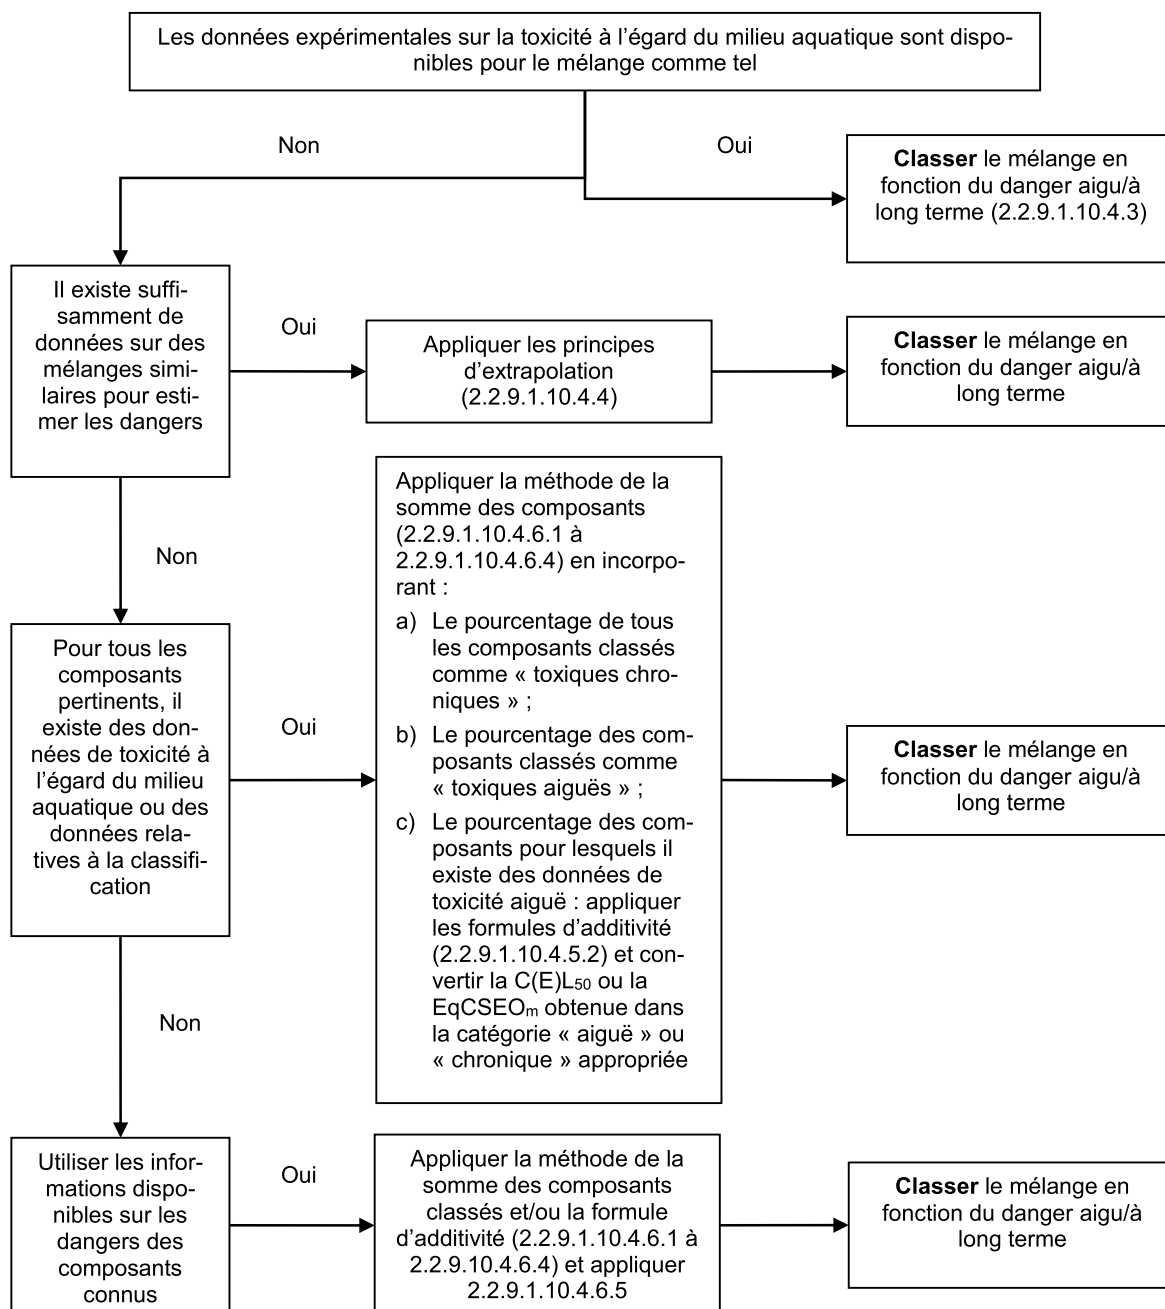 Les données expérimentales sur la toxicité à l'égard du milieu aquatique sont dispo-
nibles pour le mélange comme tel
Non
Oui
Classer le mélange en
fonction du danger aigu/à
long terme (2.2.9.1.10.4.3)
Il existe suffi-
samment de
données sur des
mélanges simi-
laires pour esti-
mer les dangers
Oui
Appliquer les principes
d'extrapolation
(2.2.9.1.10.4.4)
Classer le mélange en
fonction du danger aigu/à
long terme
Non
Pour tous les
composants
pertinents, il
existe des don-
nées de toxicité à
l'égard du milieu
aquatique ou des
données rela-
tives à la classifi-
cation
Oui
Appliquer la méthode de la
somme des composants
(2.2.9.1.10.4.6.1 à
2.2.9.1.10.4.6.4) en incorpo-
rant :
a) Le pourcentage de tous
les composants classés
comme « toxiques chro-
niques » ;
b) Le pourcentage des com-
posants classés comme
« toxiques aiguës » ;
c) Le pourcentage des com-
posants pour lesquels il
existe des données de
toxicité aiguë : appliquer
les formules d'additivité
(2.2.9.1.10.4.5.2) et con-
vertir la C(E)L50 ou la
EqCSEOm obtenue dans
la catégorie « aiguë » ou
« chronique » appropriée
Classer le mélange en
fonction du danger aigu/à
long terme
Non
Utiliser les infor-
mations dispo-
nibles sur les
dangers des
composants
connus
Oui
Appliquer la méthode de la
somme des composants
classés et/ou la formule
d'additivité (2.2.9.1.10.4.6.1 à
2.2.9.10.4.6.4) et appliquer
2.2.9.1.10.4.6.5
Classer le mélange en
fonction du danger aigu/à
long terme